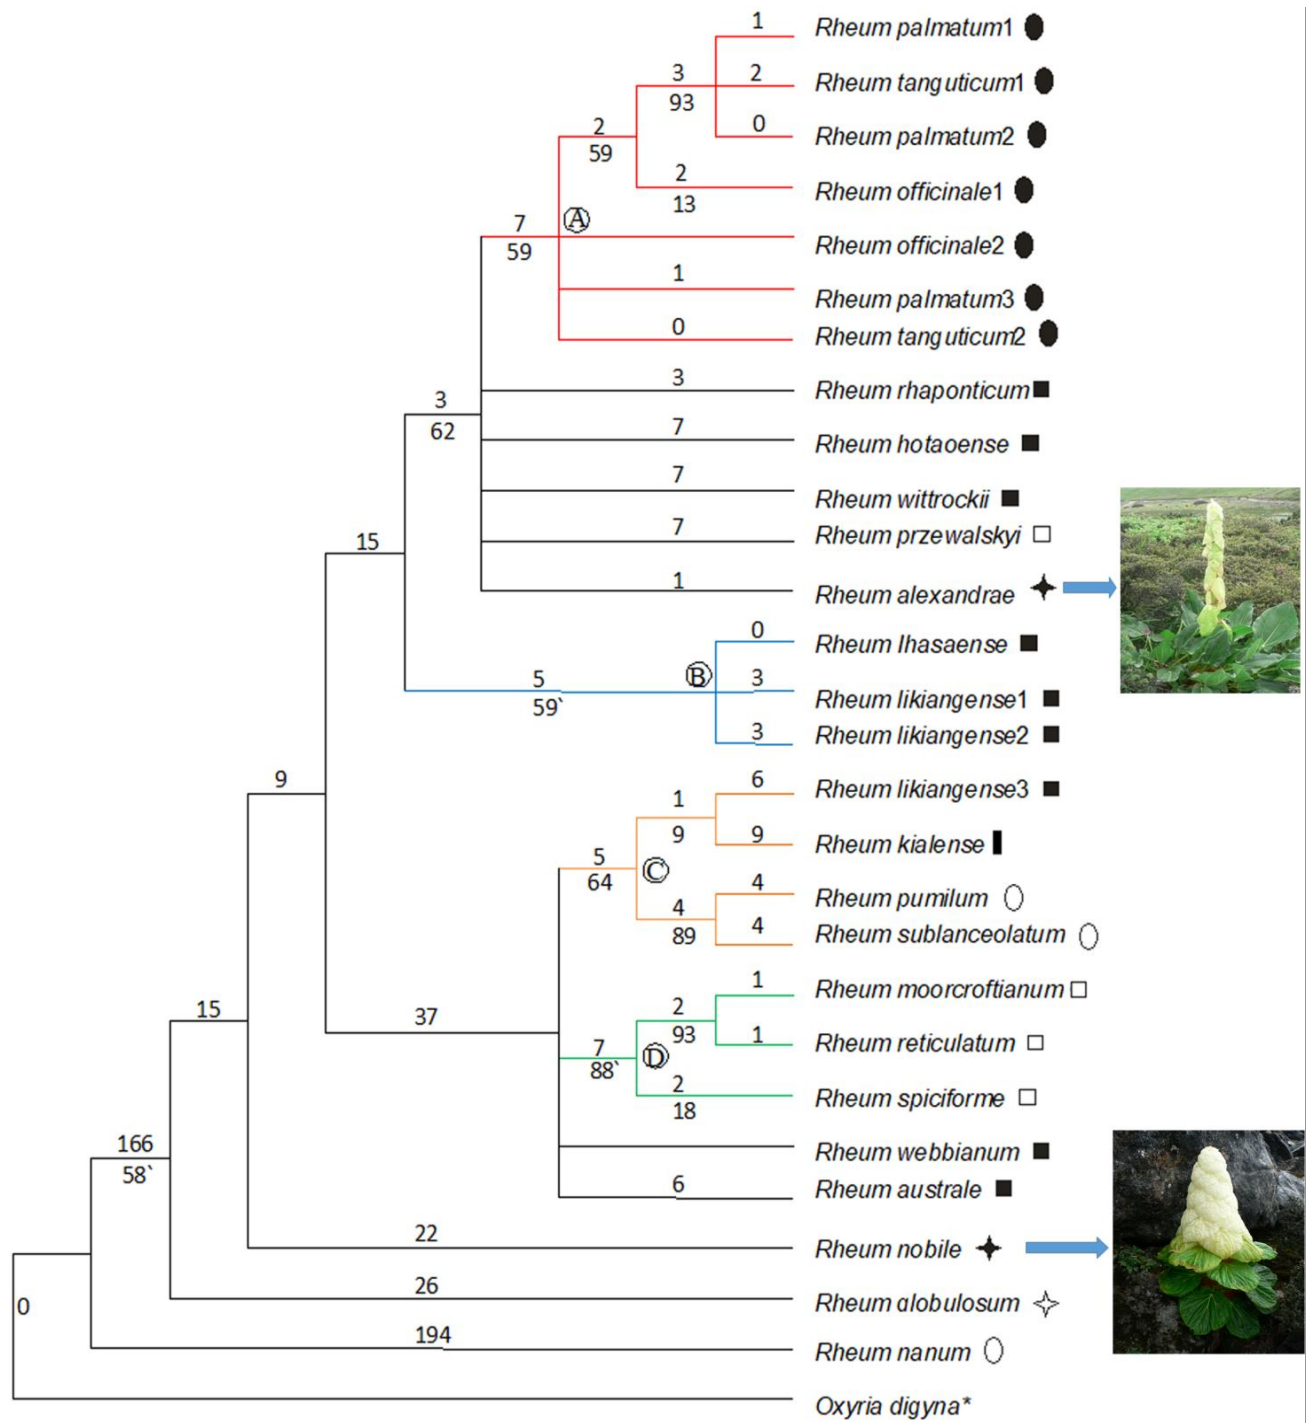 1
Rheum palmatum1
3
93
2
Rheum tanguticum1
2
59
0
Rheum palmatum2
2
13
Rheum officinale1
7
59
A
Rheum officinale2
1
Rheum palmatum3
0
Rheum tanguticum2
3
Rheum rhaponticum
3
62
7
Rheum hotaoense
7
Rheum wittrockii
15
7
Rheum przewalskyi
1
Rheum alexandrae
0
Rheum lhasaense
5
59`
B
3
Rheum likiangense1
3
Rheum likiangense2
9
1
9
6
Rheum likiangense3
5
64
C
9
Rheum kialense
4
89
4
Rheum pumilum
4
Rheum sublanceolatum
15
37
2
93
1
Rheum moorcroftianum
7
88`
D
1
Rheum reticulatum
2
18
Rheum spiciforme
166
58`
Rheum webbianum
6
Rheum australe
22
Rheum nobile
0
26
Rheum globulosum
194
Rheum nanum
Oxyria digyna*